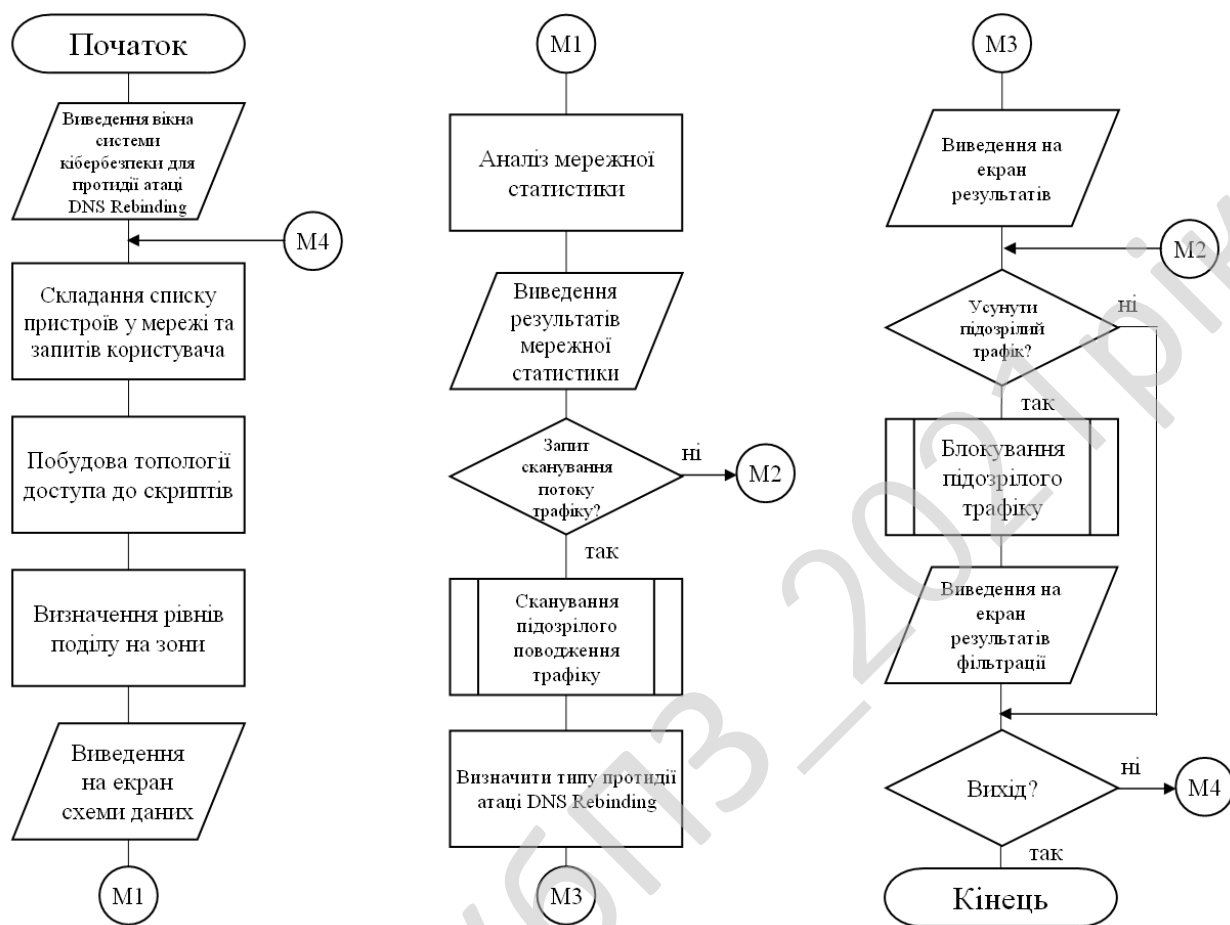 Початок
Виведення вікна
системи
кібербезпеки для
протидії атаці
DNS Rebinding
M4
Складання списку
пристроїв у мережі та
запитів користувача
Побудова топології
доступа до скриптів
Визначення рівнів
поділу на зони
Виведення
на екран
схеми даних
M1
M1
Аналіз мережної
статистики
Виведення
результатів
мережної
статистики
Запит
сканування
потоку
трафіку?
ні
M2
так
Сканування
підозрілого
поводження
трафіку
Визначити типу протидії
атаці DNS Rebinding
M3
M3
Виведення на
екран
результатів
M2
Усунути
підозрілий
трафік?
ні
так
Блокування
підозрілого
трафіку
Виведення на
екран
результатів
фільтрації
Вихід?
ні
M4
так
Кінець
бПЗ_2021рік